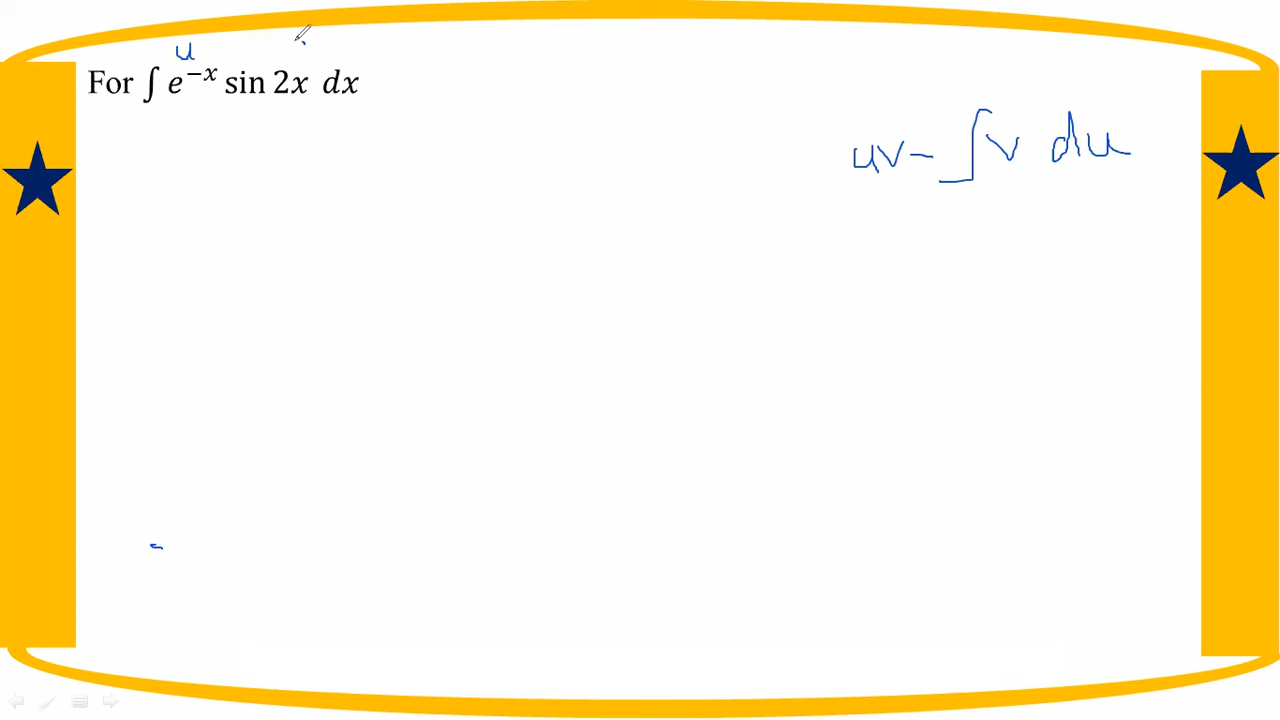 u
For ∫ e^{-x} sin 2x dx
uv - ∫ v du